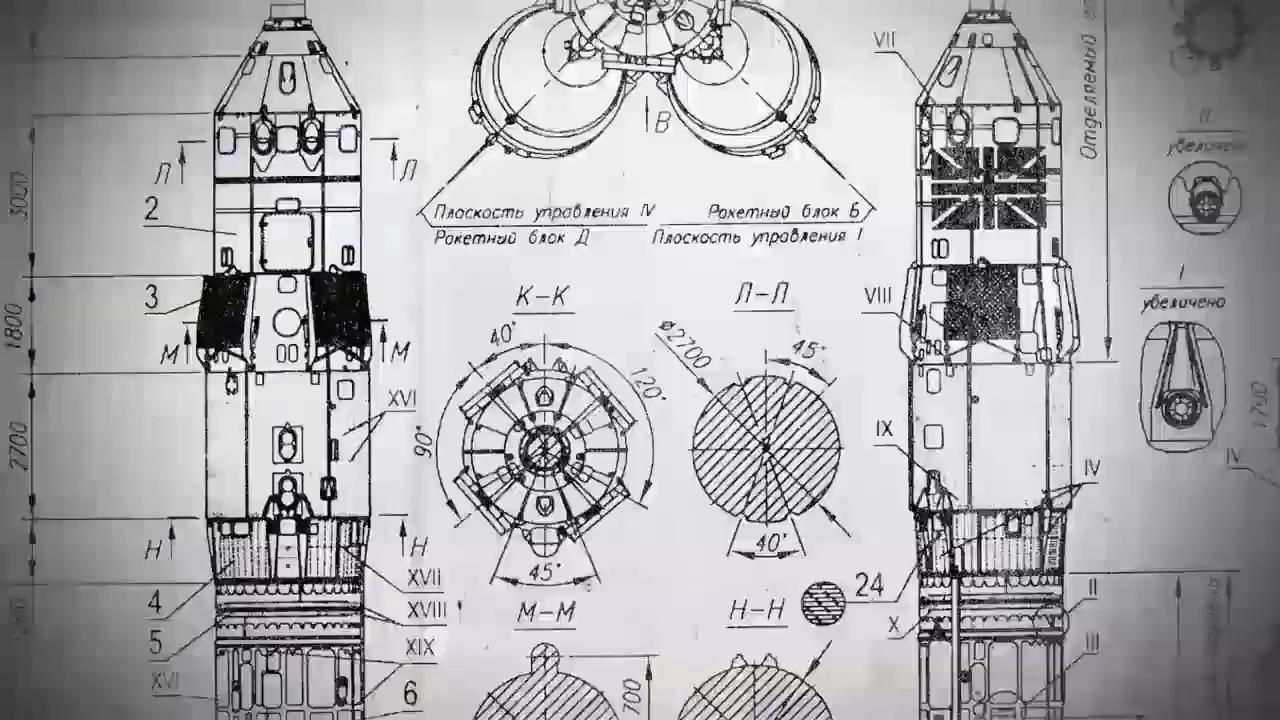 VII
Отделяемый
В
II
увеличено
Л
Л
3020
2
Плоскость управления IV
Рокетный блок Д
Рокетный блок Б
Плоскость управления I
I
увеличено
3
К-К
Л-Л
VIII
1800
М
М
40°
120°
90°
45°
ø2700
45°
XVI
IX
2700
1700
IV
IV
Н
Н
40°
XVII
4
24
XVIII
II
5
М-М
Н-Н
X
XIX
III
XVI
6
700